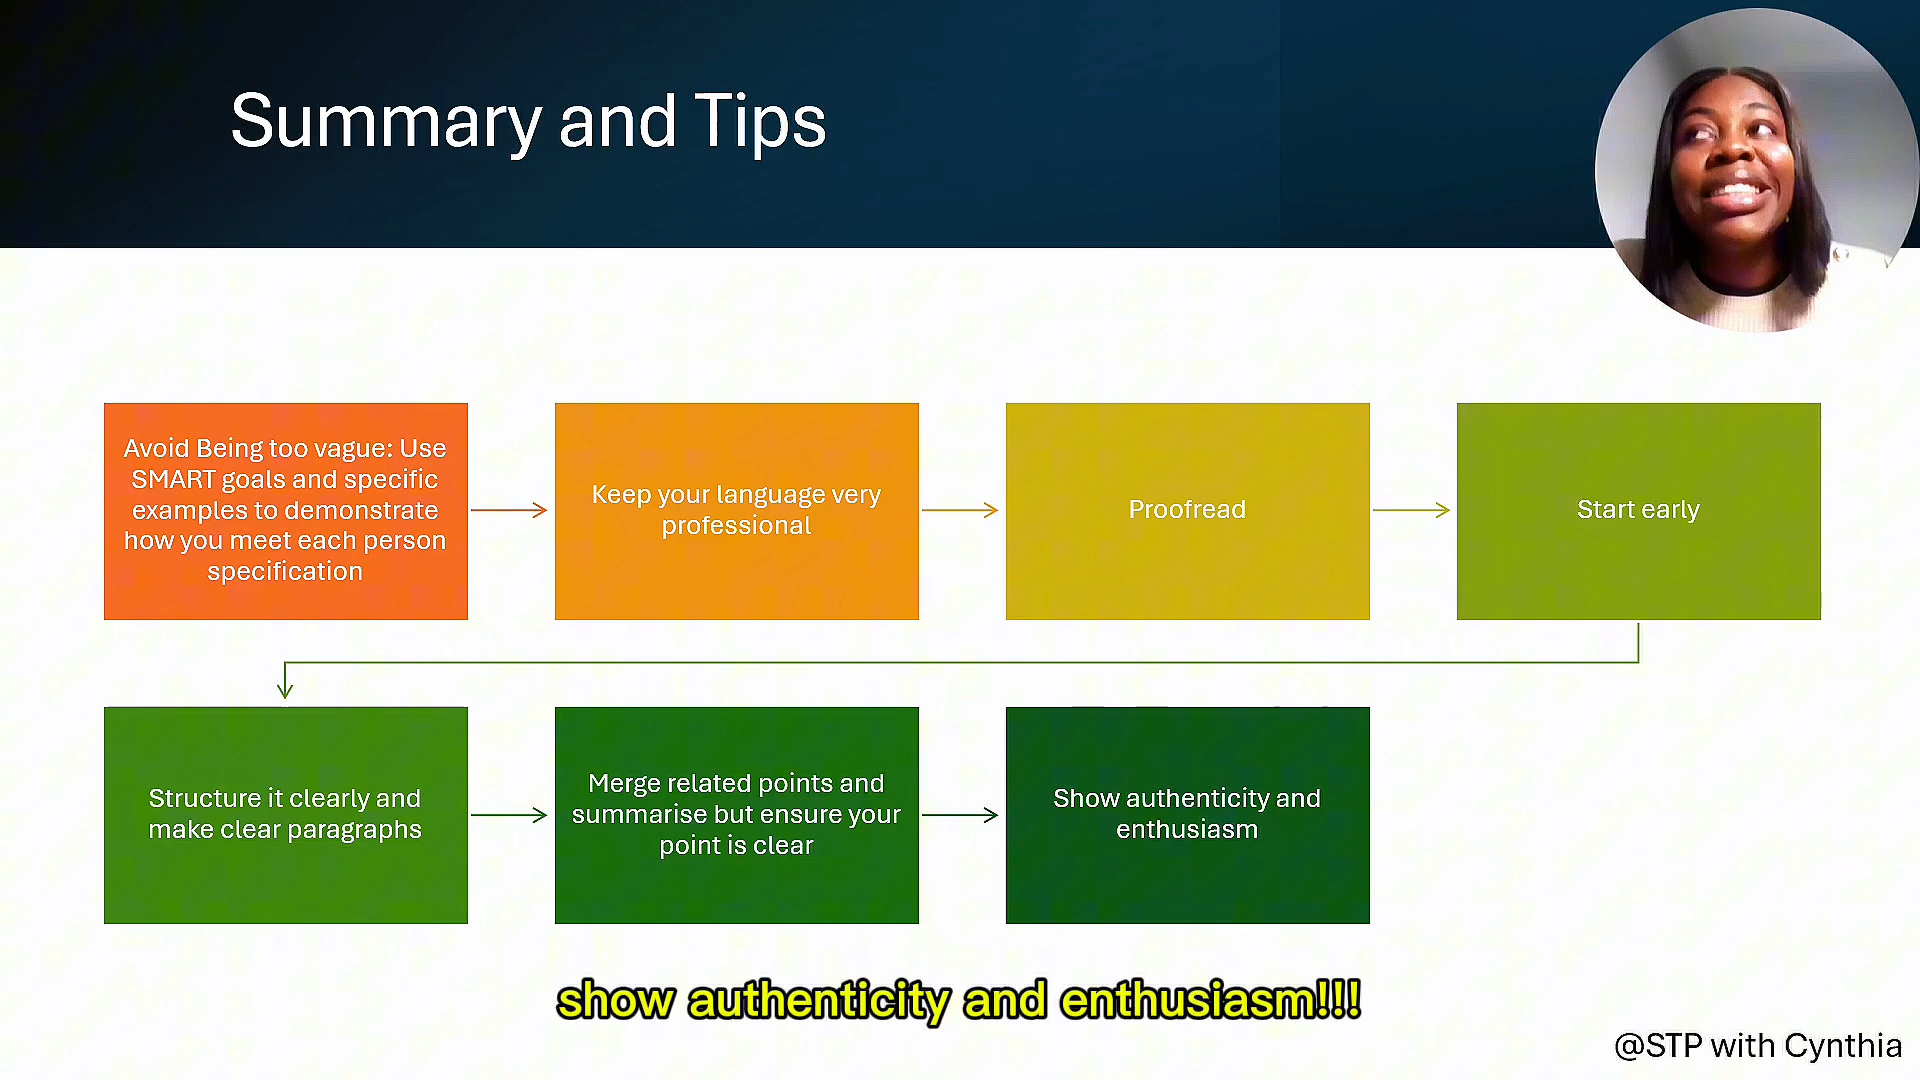 Summary and Tips
Avoid Being too vague: Use
SMART goals and specific
examples to demonstrate
how you meet each person
specification
Keep your language very
professional
Proofread
Start early
Structure it clearly and
make clear paragraphs
Merge related points and
summarise but ensure your
point is clear
Show authenticity and
enthusiasm
show authenticity and enthusiasm!!!
@STP with Cynthia